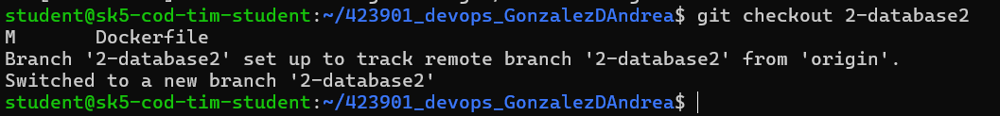 student@sk5-cod-tim-student:~/423901_devops_GonzalezDAndrea$ git checkout 2-database2
M       Dockerfile
Branch '2-database2' set up to track remote branch '2-database2' from 'origin'.
Switched to a new branch '2-database2'
student@sk5-cod-tim-student:~/423901_devops_GonzalezDAndrea$